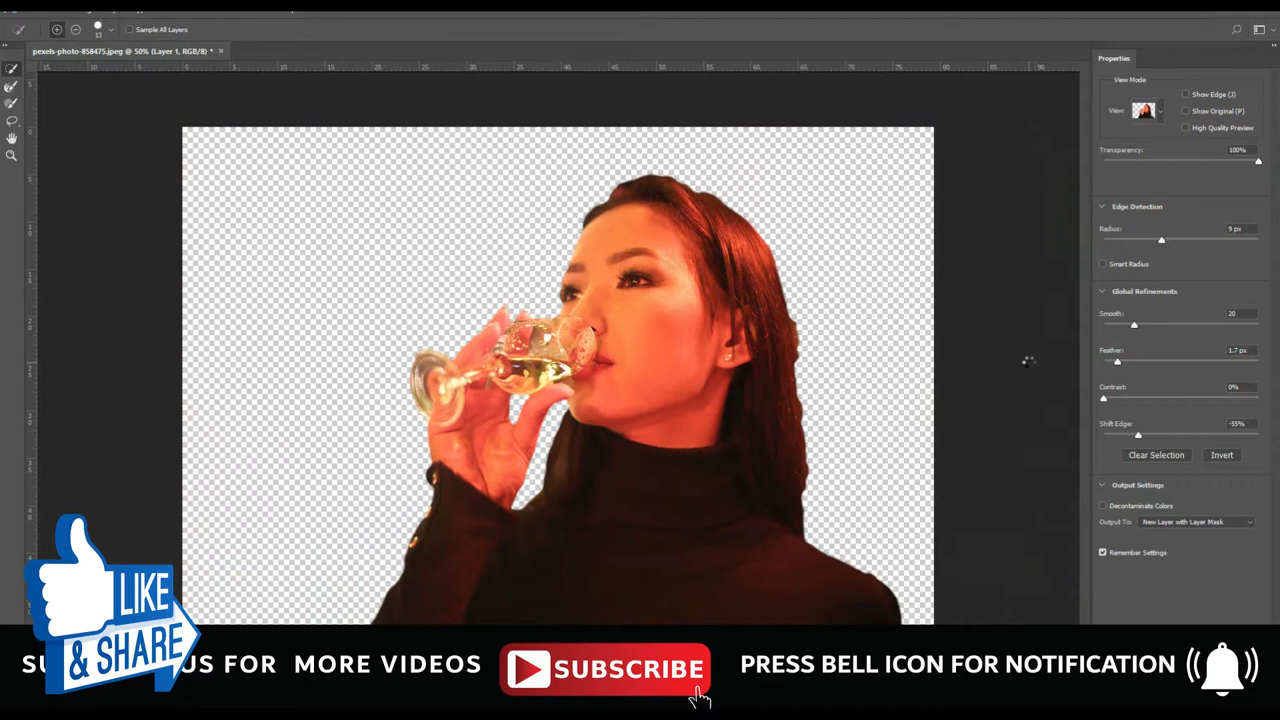 Sample All Layers
pexels-photo-858475.jpeg @ 50% (Layer 1, RGB/8) *
Properties
View Mode
View:
Show Edge (J)
Show Original (P)
High Quality Preview
Transparency: 100%
Edge Detection
Radius: 9 px
Smart Radius
Global Refinements
Smooth: 20
Feather: 1.7 px
Contrast: 0%
Shift Edge: -55%
Clear Selection Invert
Output Settings
Decontaminate Colors
Output To: New Layer with Layer Mask
Remember Settings
LIKE
& SHARE
US FOR MORE VIDEOS
SUBSCRIBE
PRESS BELL ICON FOR NOTIFICATION